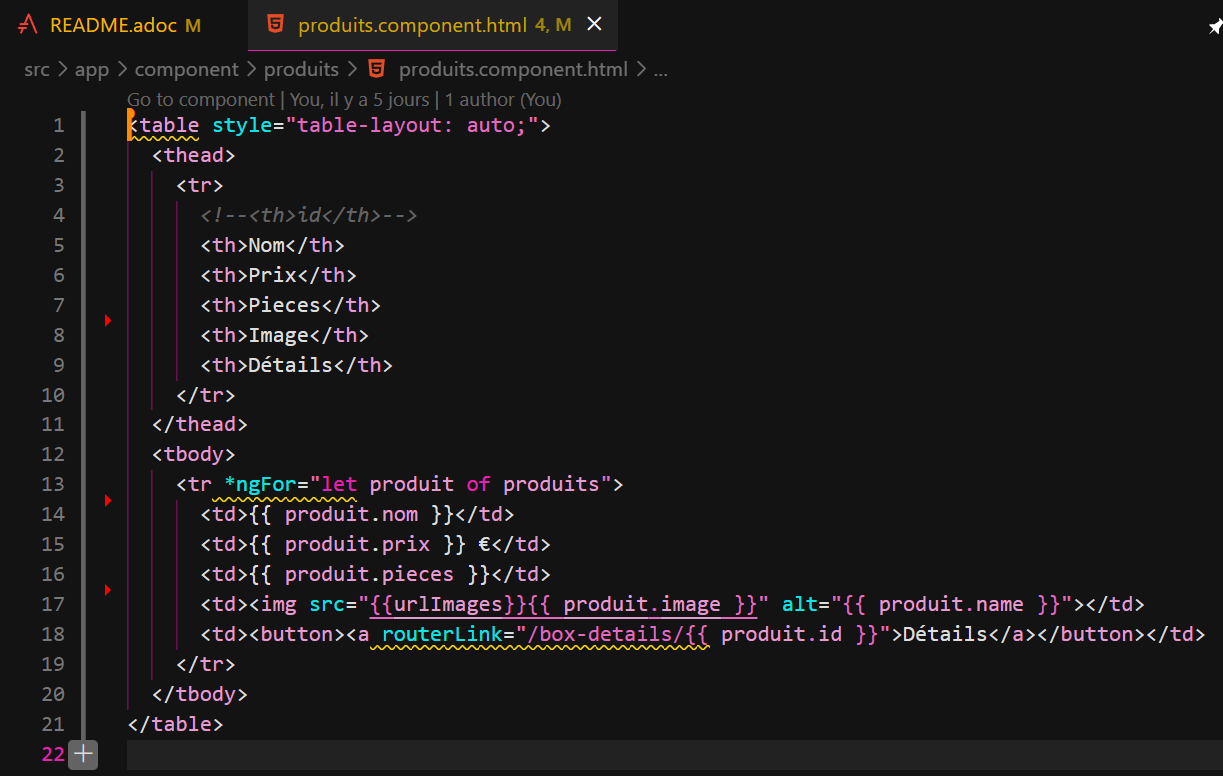 README.adoc M produits.component.html 4, M
src > app > component > produits > produits.component.html > ...
Go to component | You, il y a 5 jours | 1 author (You)
1 <table style="table-layout: auto;">
2 <thead>
3 <tr>
4 <!--<th>id</th>-->
5 <th>Nom</th>
6 <th>Prix</th>
7 <th>Pieces</th>
8 <th>Image</th>
9 <th>Détails</th>
10 </tr>
11 </thead>
12 <tbody>
13 <tr *ngFor="let produit of produits">
14 <td>{{ produit.nom }}</td>
15 <td>{{ produit.prix }} €</td>
16 <td>{{ produit.pieces }}</td>
17 <td><img src="{{urlImages}}{{ produit.image }}" alt="{{ produit.name }}"></td>
18 <td><button><a routerLink="/box-details/{{ produit.id }}">Détails</a></button></td>
19 </tr>
20 </tbody>
21 </table>
22